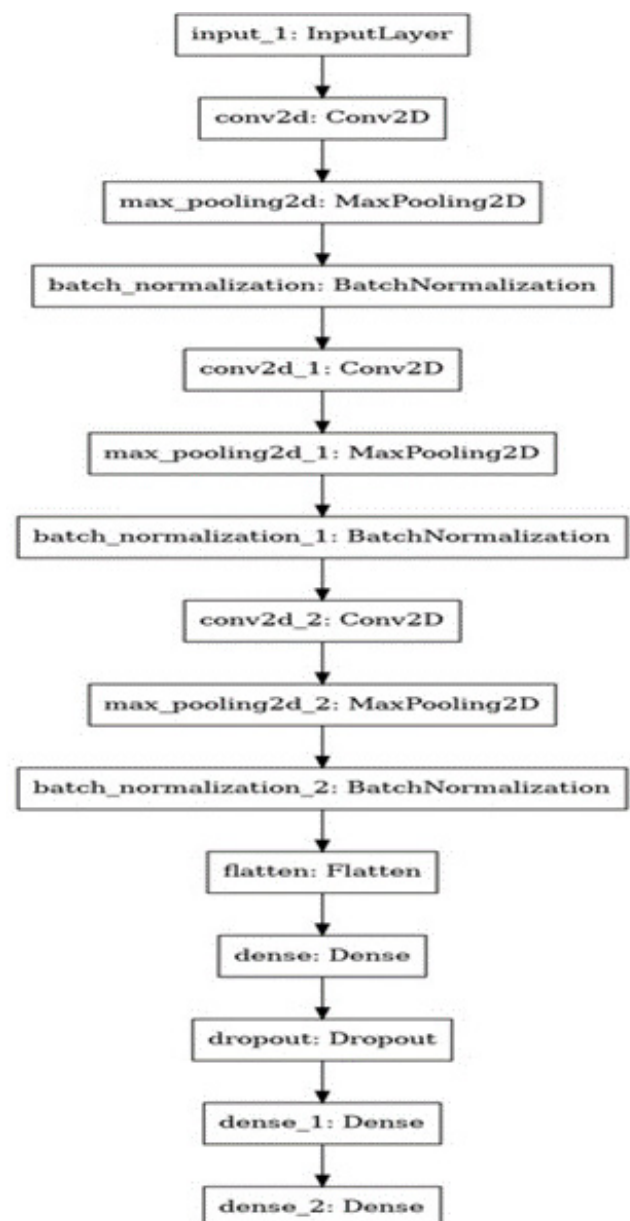 input_1: InputLayer
conv2d: Conv2D
max_pooling2d: MaxPooling2D
batch_normalization: BatchNormalization
conv2d_1: Conv2D
max_pooling2d_1: MaxPooling2D
batch_normalization_1: BatchNormalization
conv2d_2: Conv2D
max_pooling2d_2: MaxPooling2D
batch_normalization_2: BatchNormalization
flatten: Flatten
dense: Dense
dropout: Dropout
dense_1: Dense
dense_2: Dense